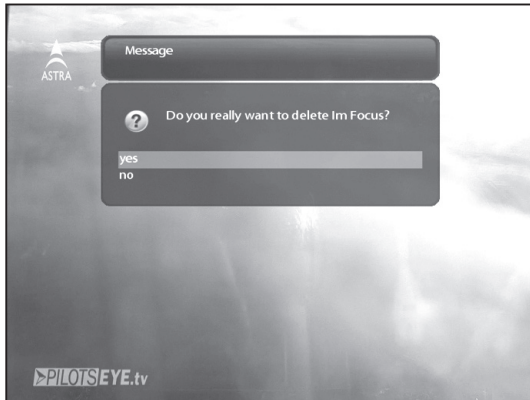 ASTRA
Message
Do you really want to delete Im Focus?
yes
no
PILOTSEYE.tv